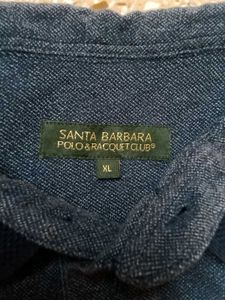 SANTA BARBARA
POLO & RACQUET CLUB®
XL